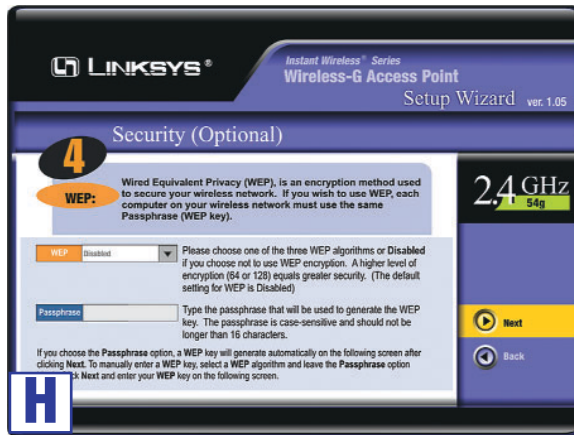 LINKSYS®
Instant Wireless® Series
Wireless-G Access Point
Setup Wizard ver. 1.05
Security (Optional)
4
WEP:
Wired Equivalent Privacy (WEP), is an encryption method used
to secure your wireless network. If you wish to use WEP, each
computer on your wireless network must use the same
Passphrase (WEP key).
2.4 GHz
54g
WEP Disabled
Please choose one of the three WEP algorithms or Disabled
if you choose not to use WEP encryption. A higher level of
encryption (64 or 128) equals greater security. (The default
setting for WEP is Disabled)
Passphrase
Type the passphrase that will be used to generate the WEP
key. The passphrase is case-sensitive and should not be
longer than 16 characters.
Next
Back
If you choose the Passphrase option, a WEP key will generate automatically on the following screen after
clicking Next. To manually enter a WEP key, select a WEP algorithm and leave the Passphrase option
Next and enter your WEP key on the following screen.
H